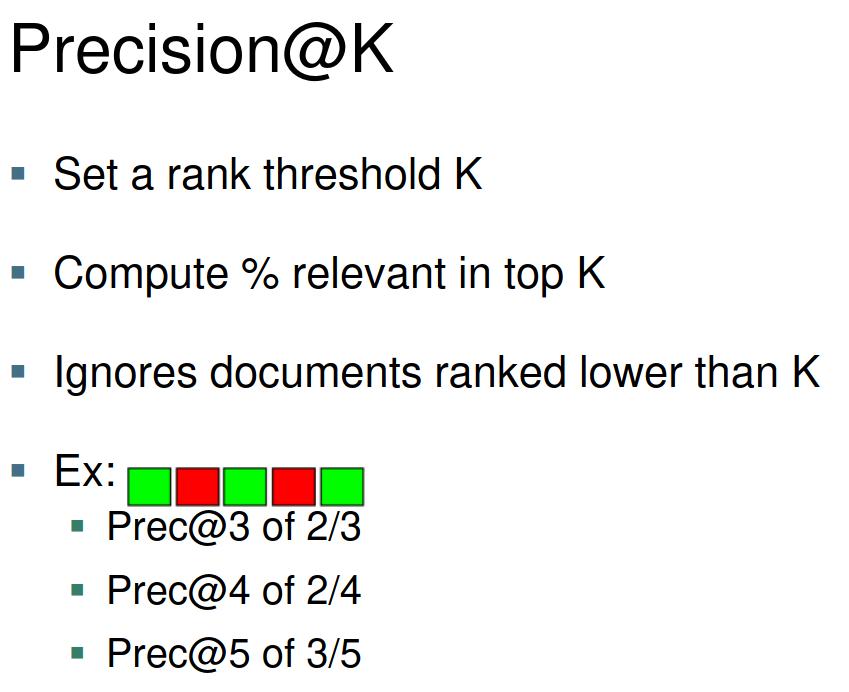 Precision@K
Set a rank threshold K
Compute % relevant in top K
Ignores documents ranked lower than K
Ex:
Prec@3 of 2/3
Prec@4 of 2/4
Prec@5 of 3/5